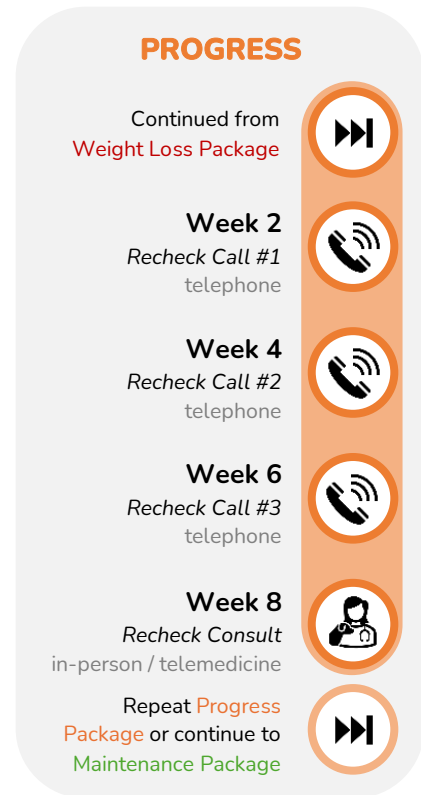 PROGRESS
Continued from
Weight Loss Package
Week 2
Recheck Call #1
telephone
Week 4
Recheck Call #2
telephone
Week 6
Recheck Call #3
telephone
Week 8
Recheck Consult
in-person / telemedicine
Repeat Progress
Package or continue to
Maintenance Package